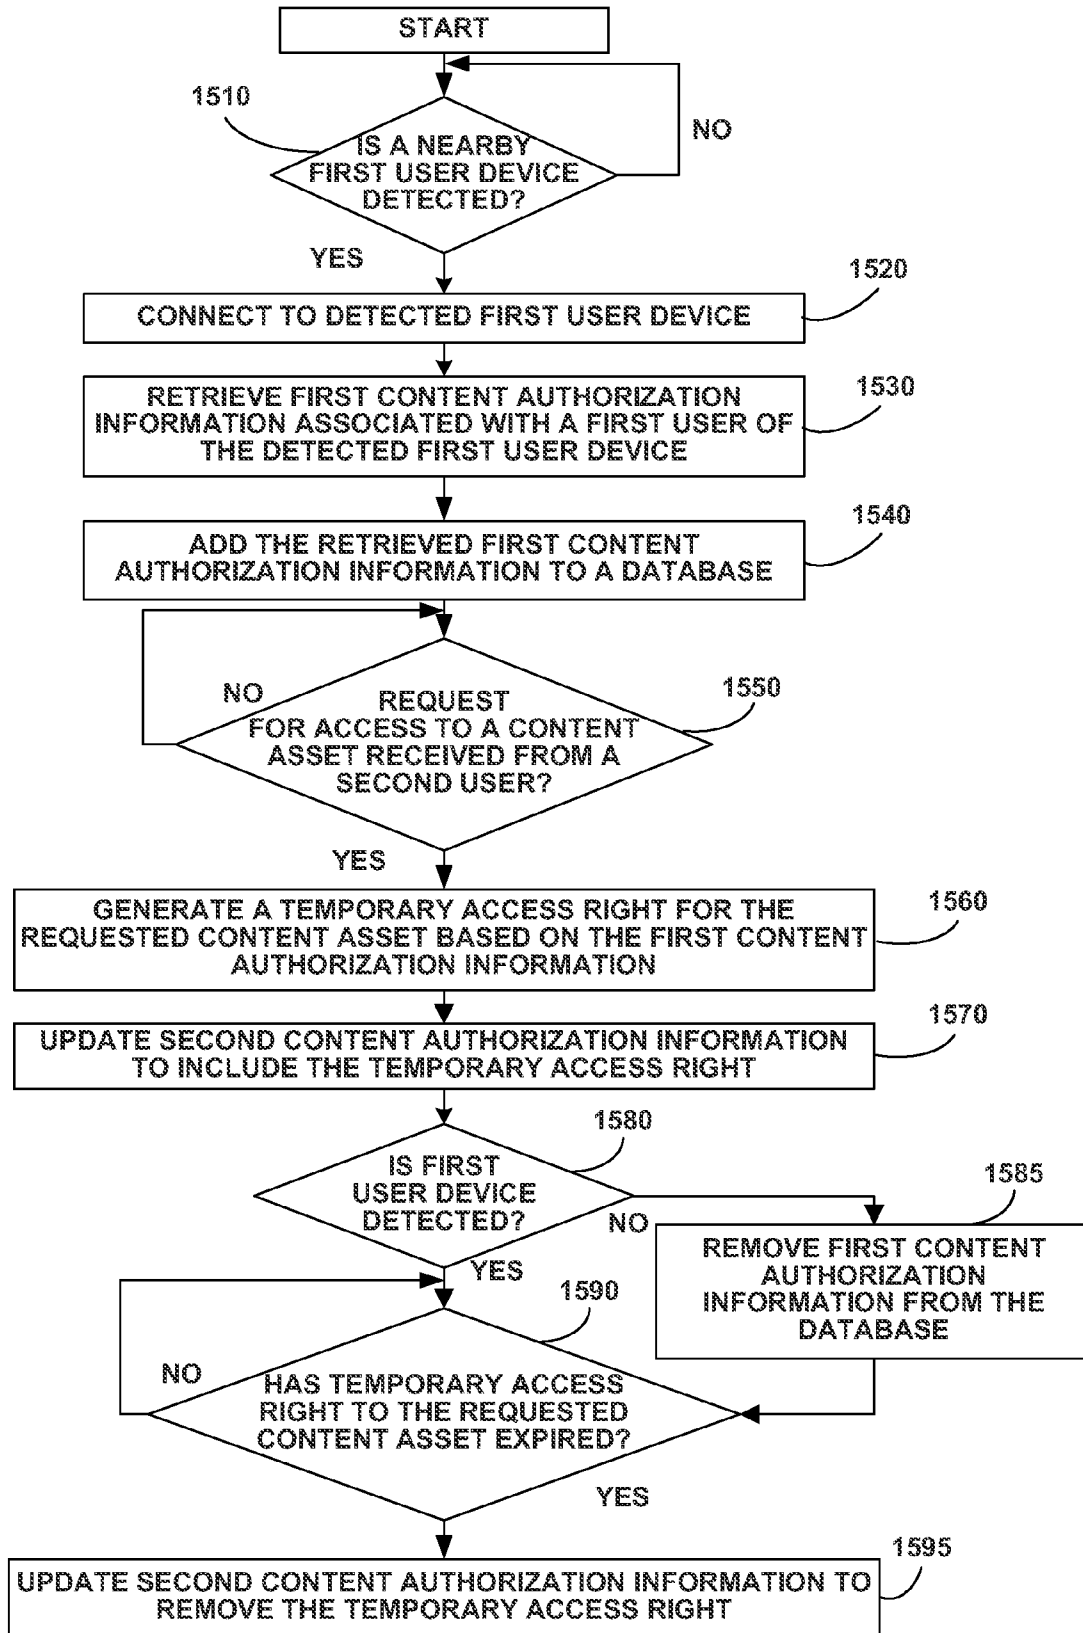 START
1510
IS A NEARBY
FIRST USER DEVICE
DETECTED?
NO
YES
1520
CONNECT TO DETECTED FIRST USER DEVICE
1530
RETRIEVE FIRST CONTENT AUTHORIZATION
INFORMATION ASSOCIATED WITH A FIRST USER OF
THE DETECTED FIRST USER DEVICE
1540
ADD THE RETRIEVED FIRST CONTENT
AUTHORIZATION INFORMATION TO A DATABASE
1550
NO
REQUEST
FOR ACCESS TO A CONTENT
ASSET RECEIVED FROM A
SECOND USER?
YES
1560
GENERATE A TEMPORARY ACCESS RIGHT FOR THE
REQUESTED CONTENT ASSET BASED ON THE FIRST CONTENT
AUTHORIZATION INFORMATION
1570
UPDATE SECOND CONTENT AUTHORIZATION INFORMATION
TO INCLUDE THE TEMPORARY ACCESS RIGHT
1580
IS FIRST
USER DEVICE
DETECTED?
NO
YES
1585
REMOVE FIRST CONTENT
AUTHORIZATION
INFORMATION FROM THE
DATABASE
1590
NO
HAS TEMPORARY ACCESS
RIGHT TO THE REQUESTED
CONTENT ASSET EXPIRED?
YES
1595
UPDATE SECOND CONTENT AUTHORIZATION INFORMATION TO
REMOVE THE TEMPORARY ACCESS RIGHT